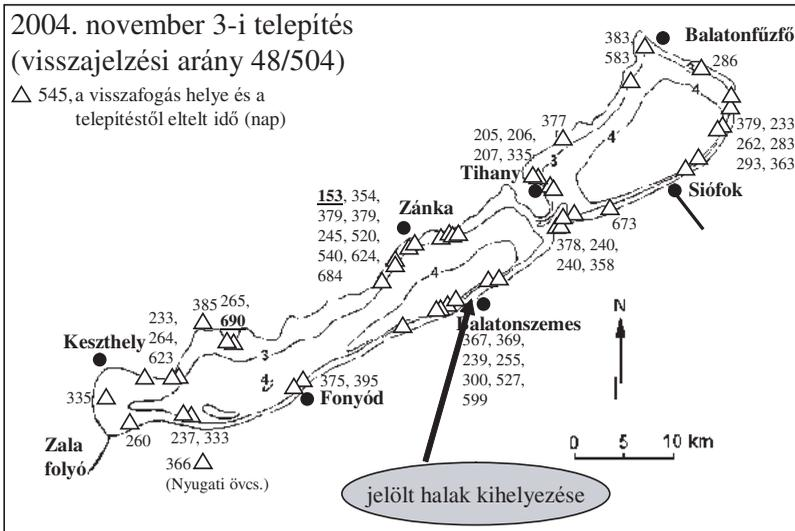 2004. november 3-i telepítés
(visszajelzési arány 48/504)
545, a visszafogás helye és a
telepítéstől eltelt idő (nap)
383,
583
Balatonfűzfő
3
286
4
377
4
379, 233
262, 283
293, 363
205, 206,
207, 335
3
Tihany
Siófok
673
153, 354,
379, 379,
245, 520,
540, 624,
684
Zánka
378, 240,
240, 358
4
385
265,
690
233,
264,
623
Keszthely
3
4
335
375, 395
Fonyód
Balatonszemes
367, 369,
239, 255,
300, 527,
599
N
260
237, 333
Zala
folyó
366
(Nyugati övcs.)
0 5 10 km
jelölt halak kihelyezése